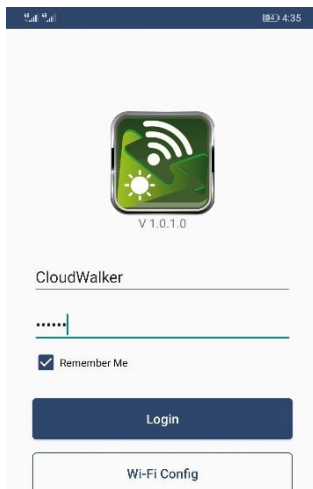 4:35
V 1.0.1.0
CloudWalker
••••••
Remember Me
Login
Wi-Fi Config